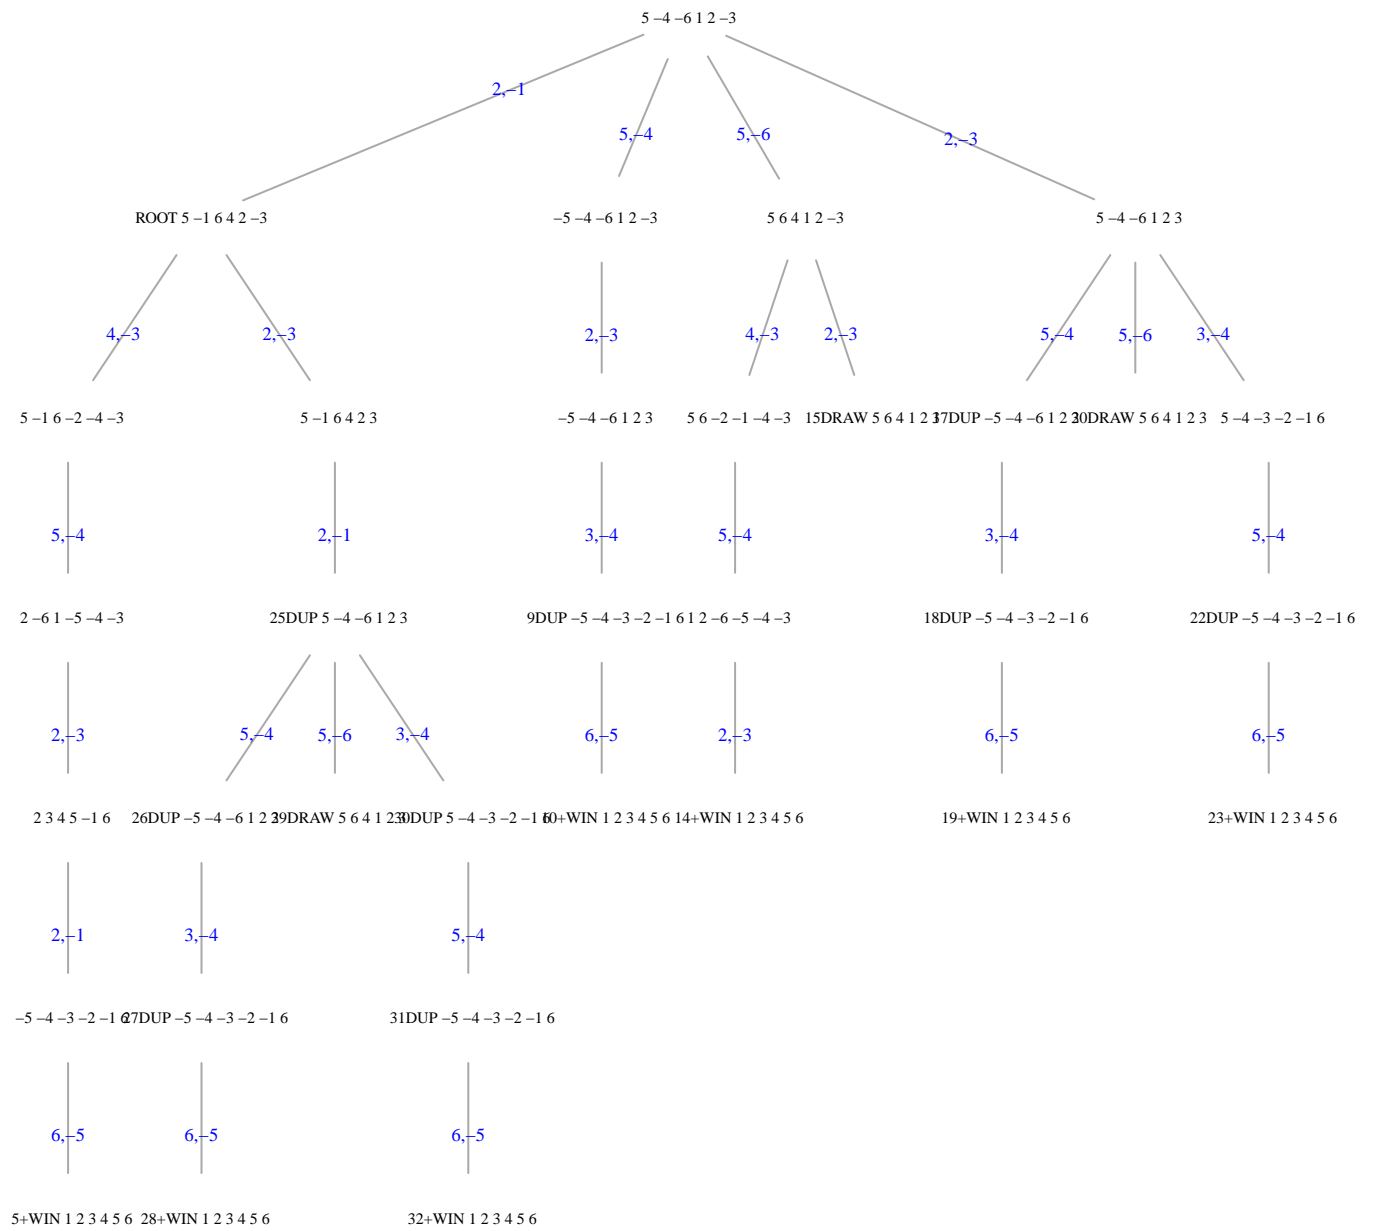 5 –4 –6 1 2 –3
2,–1
5,–4
5,–6
2,–3
ROOT 5 –1 6 4 2 –3
–5 –4 –6 1 2 –3
5 6 4 1 2 –3
5 –4 –6 1 2 3
4,–3
2,–3
2,–3
4,–3
2,–3
5,–4
5,–6
3,–4
5 –1 6 –2 –4 –3
5 –1 6 4 2 3
–5 –4 –6 1 2 3
5 6 –2 –1 –4 –3
15DRAW 5 6 4 1 2 3
17DUP –5 –4 –6 1 2 3
20DRAW 5 6 4 1 2 3
5 –4 –3 –2 –1 6
5,–4
2,–1
3,–4
5,–4
3,–4
5,–4
2 –6 1 –5 –4 –3
25DUP 5 –4 –6 1 2 3
9DUP –5 –4 –3 –2 –1 6
1 2 –6 –5 –4 –3
18DUP –5 –4 –3 –2 –1 6
22DUP –5 –4 –3 –2 –1 6
2,–3
5,–4
5,–6
3,–4
6,–5
2,–3
6,–5
6,–5
2 3 4 5 –1 6
26DUP –5 –4 –6 1 2 3
29DRAW 5 6 4 1 2 3
30DUP 5 –4 –3 –2 –1 6
10+WIN 1 2 3 4 5 6
14+WIN 1 2 3 4 5 6
19+WIN 1 2 3 4 5 6
23+WIN 1 2 3 4 5 6
2,–1
3,–4
5,–4
–5 –4 –3 –2 –1 6
27DUP –5 –4 –3 –2 –1 6
31DUP –5 –4 –3 –2 –1 6
6,–5
6,–5
6,–5
5+WIN 1 2 3 4 5 6
28+WIN 1 2 3 4 5 6
32+WIN 1 2 3 4 5 6